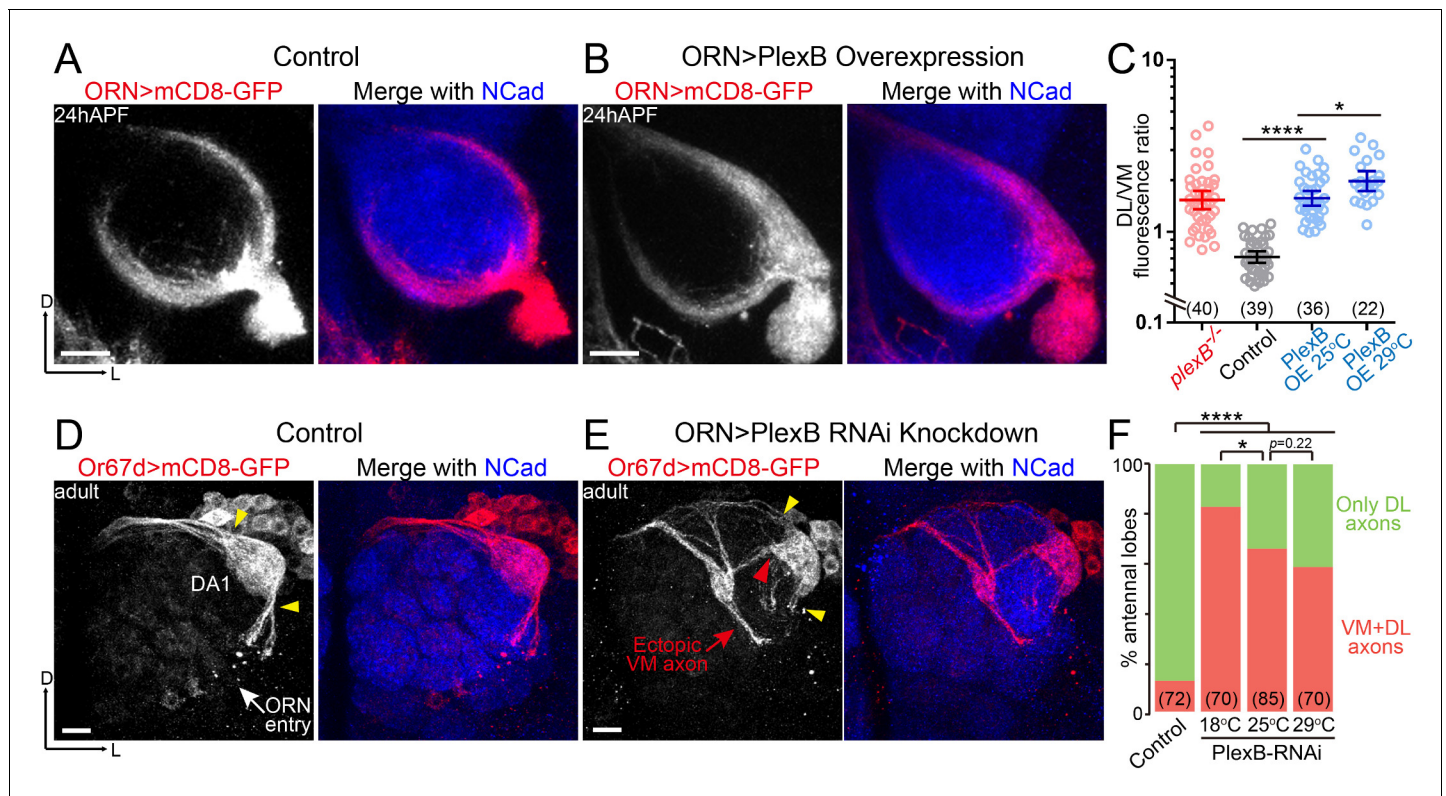 A
Control
ORN>mCD8-GFP
Merge with NCad
24hAPF
D
L
B
ORN>PlexB Overexpression
ORN>mCD8-GFP
Merge with NCad
24hAPF
C
DL/VM
fluorescence ratio
10
1
0.1
****
*
(40)
(39)
(36)
(22)
plexB-/-
Control
PlexB
OE 25°C
PlexB
OE 29°C
D
Control
Or67d>mCD8-GFP
Merge with NCad
adult
DA1
ORN
entry
D
L
E
ORN>PlexB RNAi Knockdown
Or67d>mCD8-GFP
Merge with NCad
adult
Ectopic
VM axon
F
****
*
p=0.22
% antennal lobes
100
0
Only DL
axons
VM+DL
axons
(72)
(70)
(85)
(70)
Control
18°C
25°C
29°C
PlexB-RNAi